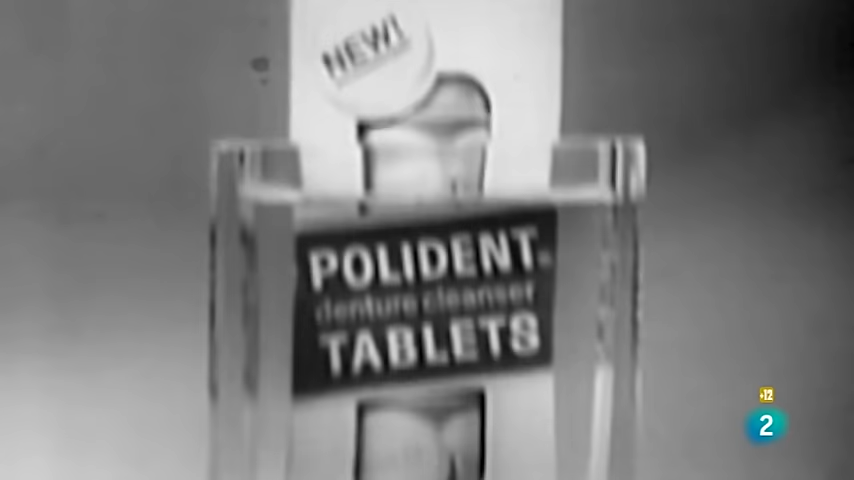 NEW!
POLIDENT
denture cleanser
TABLETS
+12
2